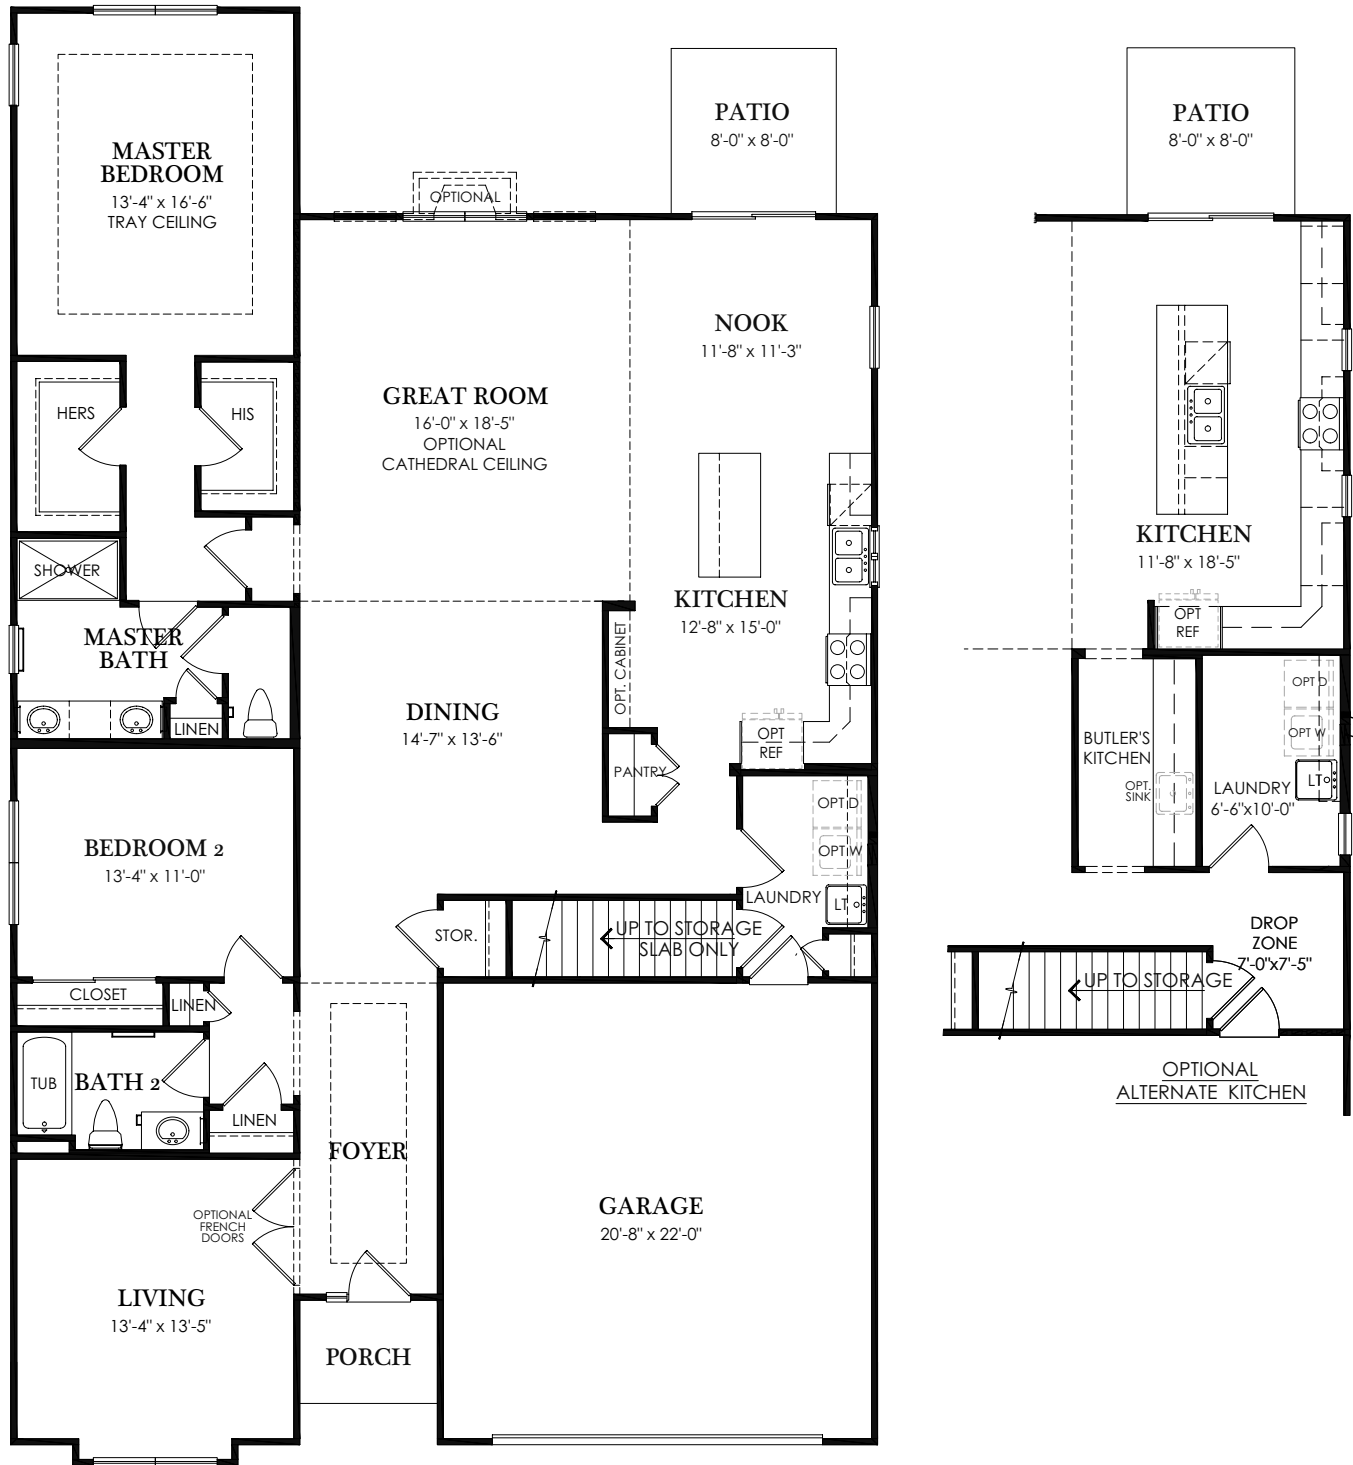 MASTER
BEDROOM
13'-4" x 16'-6"
TRAY CEILING
OPTIONAL
PATIO
8'-0" x 8'-0"
NOOK
11'-8" x 11'-3"
GREAT ROOM
16'-0" x 18'-5"
OPTIONAL
CATHEDRAL CEILING
HERS
HIS
SHOWER
MASTER
BATH
LINEN
KITCHEN
12'-8" x 15'-0"
OPT. CABINET
OPT
REF
DINING
14'-7" x 13'-6"
PANTRY
OPT D
OPT W
LAUNDRY
LT
BEDROOM 2
13'-4" x 11'-0"
STOR.
UP TO STORAGE
SLAB ONLY
CLOSET
LINEN
TUB
BATH 2
LINEN
FOYER
OPTIONAL
FRENCH
DOORS
GARAGE
20'-8" x 22'-0"
LIVING
13'-4" x 13'-5"
PORCH
PATIO
8'-0" x 8'-0"
KITCHEN
11'-8" x 18'-5"
OPT
REF
BUTLER'S
KITCHEN
OPT.
SINK
OPT D
OPT W
LT
LAUNDRY
6'-6"x10'-0"
DROP
ZONE
7'-0"x7'-5"
UP TO STORAGE
OPTIONAL
ALTERNATE KITCHEN